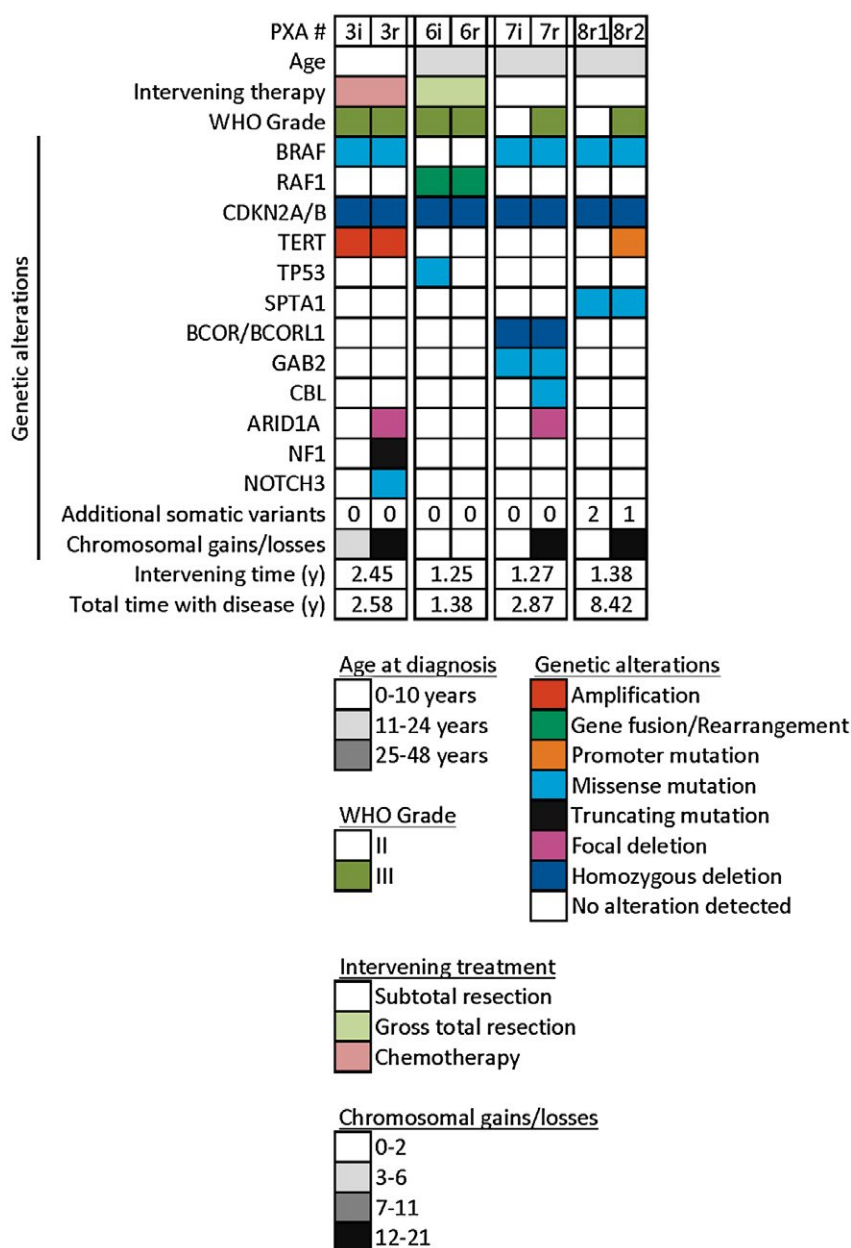 PXA # 3i 3r 6i 6r 7i 7r 8r1 8r2
Age
Intervening therapy
WHO Grade
Genetic alterations
BRAF
RAF1
CDKN2A/B
TERT
TP53
SPTA1
BCOR/BCORL1
GAB2
CBL
ARID1A
NF1
NOTCH3
Additional somatic variants 0 0 0 0 0 0 2 1
Chromosomal gains/losses
Intervening time (y) 2.45 1.25 1.27 1.38
Total time with disease (y) 2.58 1.38 2.87 8.42
Age at diagnosis
0-10 years
11-24 years
25-48 years
WHO Grade
II
III
Intervening treatment
Subtotal resection
Gross total resection
Chemotherapy
Chromosomal gains/losses
0-2
3-6
7-11
12-21
Genetic alterations
Amplification
Gene fusion/Rearrangement
Promoter mutation
Missense mutation
Truncating mutation
Focal deletion
Homozygous deletion
No alteration detected